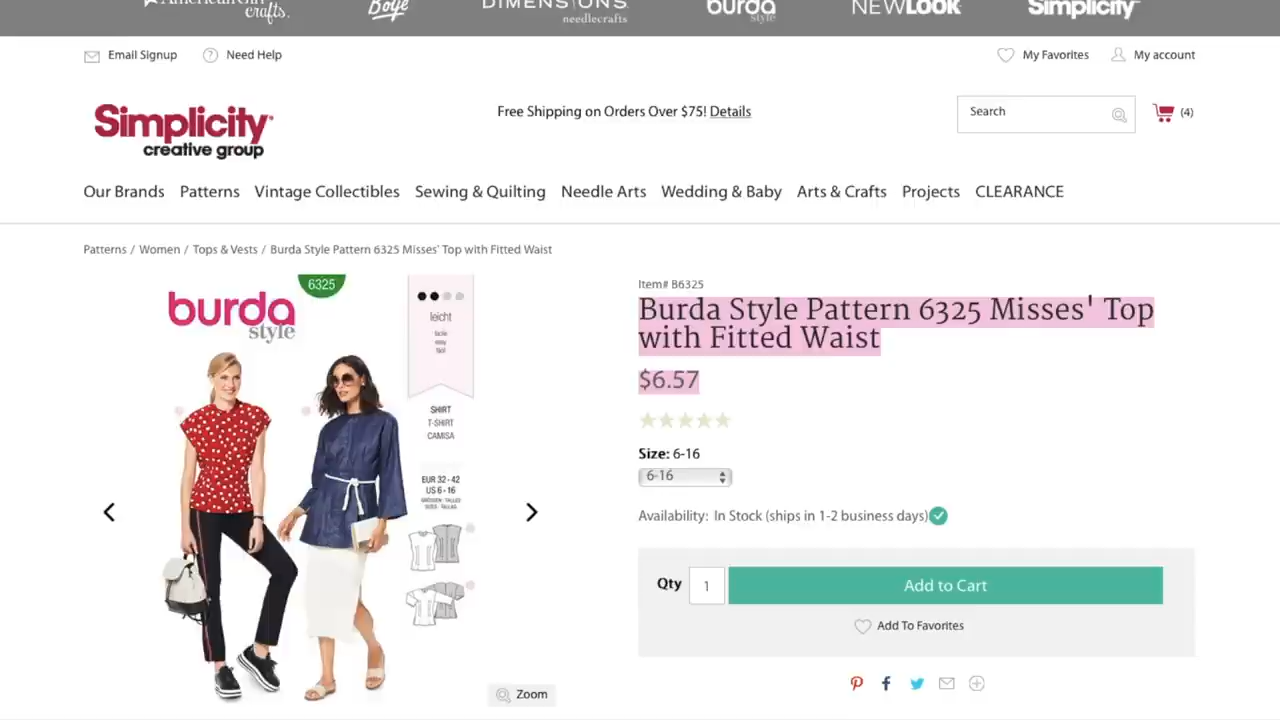 AmericanGirl
crafts.
Boye
DIMENSIONS
needlecrafts
burda
style
NEWLOOK
Simplicity
Email Signup
Need Help
My Favorites
My account
Simplicity
creative group
Free Shipping on Orders Over $75! Details
Search
(4)
Our Brands Patterns Vintage Collectibles Sewing & Quilting Needle Arts Wedding & Baby Arts & Crafts Projects CLEARANCE
Patterns / Women / Tops & Vests / Burda Style Pattern 6325 Misses' Top with Fitted Waist
6325
burda
style
leicht
facile
easy
fácil
SHIRT
T-SHIRT
CAMISA
EUR 32 - 42
US 6 - 16
Zoom
Item# B6325
Burda Style Pattern 6325 Misses' Top
with Fitted Waist
$6.57
Size: 6-16
6-16
Availability: In Stock (ships in 1-2 business days)
Qty 1 Add to Cart
Add To Favorites